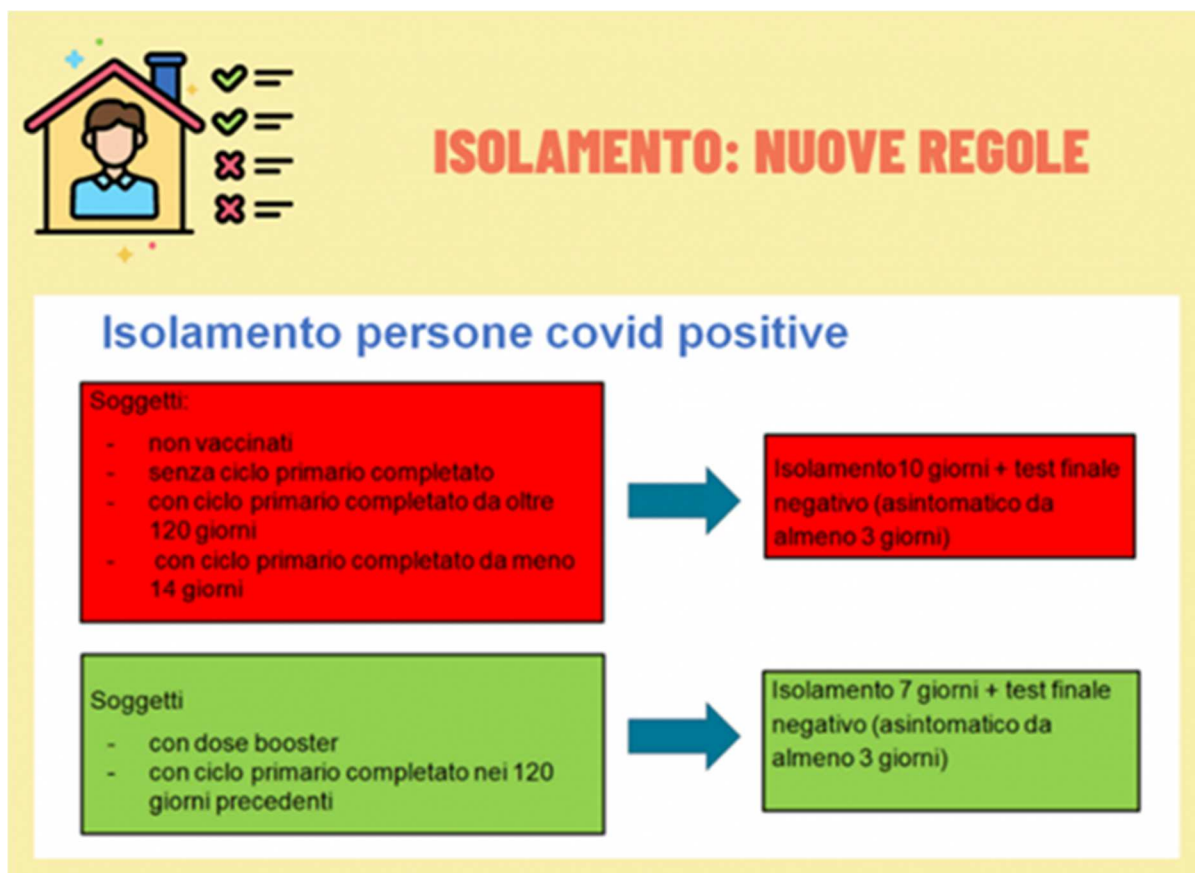 ISOLAMENTO: NUOVE REGOLE
Isolamento persone covid positive
Soggetti:
- non vaccinati
- senza ciclo primario completato
- con ciclo primario completato da oltre
120 giorni
- con ciclo primario completato da meno
14 giorni
Isolamento10 giorni + test finale
negativo (asintomatico da
almeno 3 giorni)
Soggetti
- con dose booster
- con ciclo primario completato nei 120
giorni precedenti
Isolamento 7 giorni + test finale
negativo (asintomatico da
almeno 3 giorni)